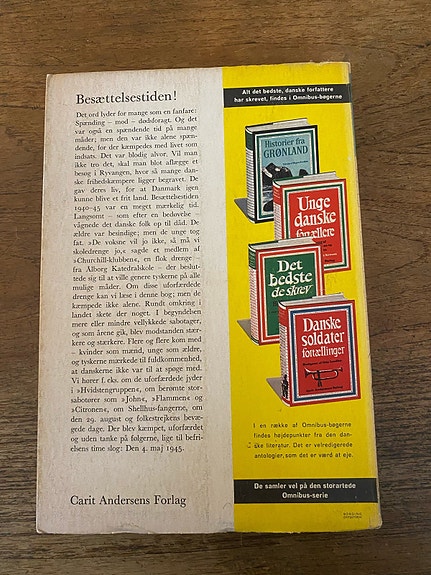 Besættelsestiden!
Det ord lyder for mange som en fanfare:
Spænding – mod – dødsforagt. Og det
var også en spændende tid på mange
måder; men den var ikke alene spæn-
dende, for der kæmpedes med livet som
indsats. Det var blodig alvor. Vil man
ikke tro det, skal man blot aflægge et
besøg i Ryvangen, hvor så mange dan-
ske frihedskæmpere ligger begravet. De
gav deres liv, for at Danmark igen
kunne blive et frit land. Besættelsestiden
1940-45 var en meget mærkelig tid.
Langsomt – som efter en bedøvelse –
vågnede det danske folk op til dåd. De
ældre var besindige; men de unge tog
fat. »De voksne vil jo ikke, så må vi
skoledrenge jo,« sagde et medlem af
»Churchill-klubben«, en flok drenge
fra Ålborg Katedralskole – der beslut-
tede sig til at ville genere tyskerne på alle
mulige måder. Om disse uforfærdede
drenge kan vi læse i denne bog; men de
kæmpede ikke alene. Rundt omkring i
landet skete der noget. I begyndelsen
mere eller mindre vellykkede sabotager,
og som årene gik, blev modstanden stær-
kere og stærkere. Flere og flere kom med
– kvinder som mænd, unge som ældre,
og tyskerne mærkede til fuldkommenhed,
at danskerne ikke var til at spøge med.
Vi hører f. eks. om de uforfærdede jyder
i »Hvidstengruppen«, om berømte stor-
sabotører som »John«, »Flammen« og
»Citronen«, om Shellhus-fangerne, om
den 29. august og folkestrejkens bevæ-
gede dage. Der blev kæmpet, uforfærdet
og uden tanke på følgerne, lige til befri-
elsens time slog: Den 4. maj 1945.
Carit Andersens Forlag
Alt det bedste, danske forfattere
har skrevet, findes i Omnibus-bøgerne
Historier fra
GRØNLAND
Unge
danske
fortællere
Det
bedste
de skrev
Danske
soldater
fortællinger
I en række af Omnibus-bøgerne
findes højdepunkter fra den dan-
ske litteratur. Det er velredigerede
antologier, som det er værd at eje.
De samler vel på den storartede
Omnibus-serie